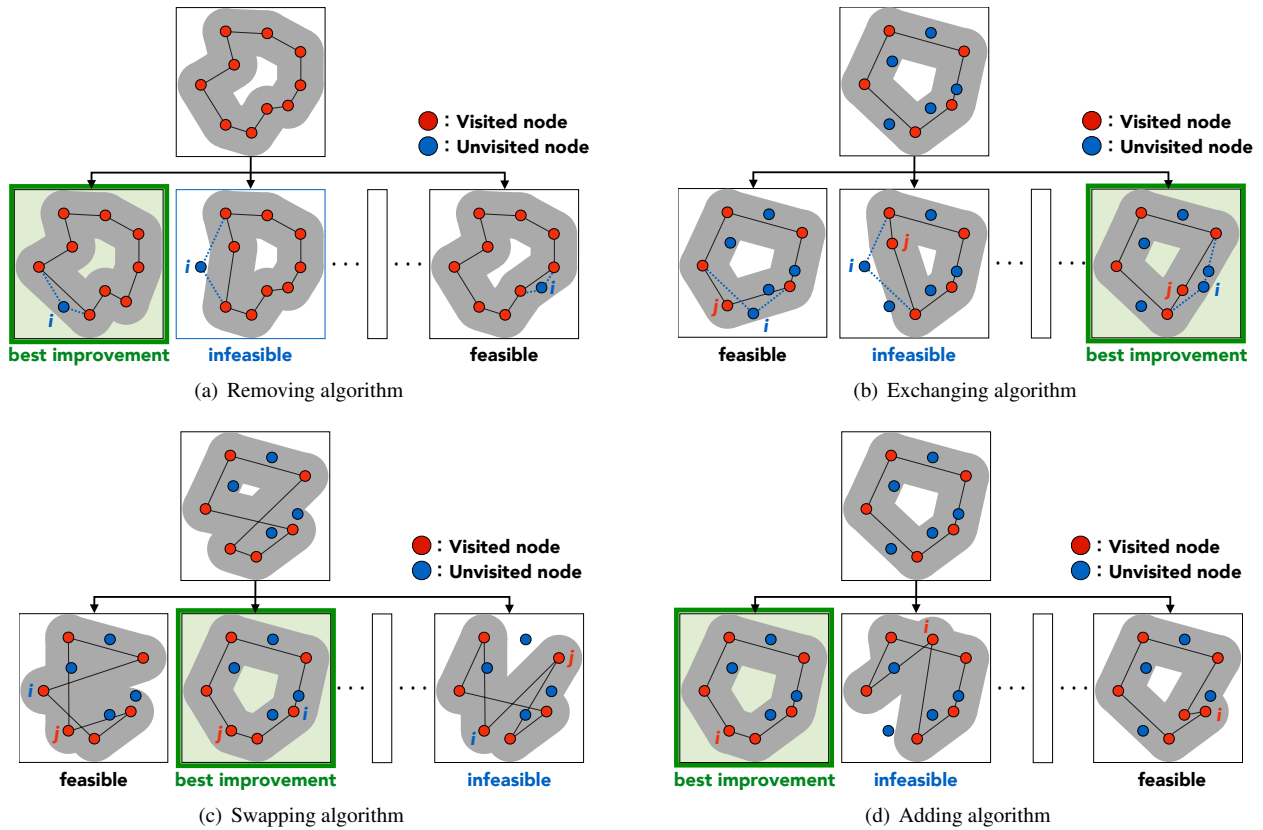 : Visited node
: Unvisited node
i
i
· · ·
· · ·
i
best improvement
infeasible
feasible
(a) Removing algorithm
: Visited node
: Unvisited node
j
i
j
i
· · ·
· · ·
j
i
feasible
infeasible
best improvement
(b) Exchanging algorithm
: Visited node
: Unvisited node
i
j
j
i
· · ·
· · ·
j
i
feasible
best improvement
infeasible
(c) Swapping algorithm
: Visited node
: Unvisited node
i
i
· · ·
· · ·
i
best improvement
infeasible
feasible
(d) Adding algorithm